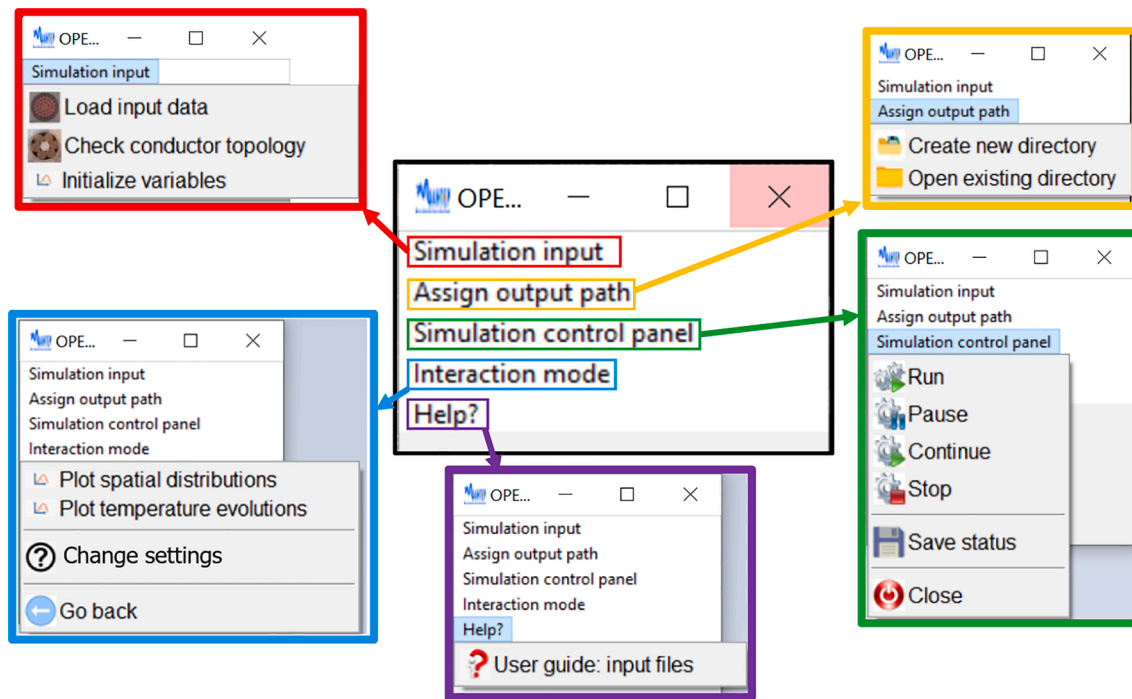 OPE...
Simulation input
Load input data
Check conductor topology
Initialize variables
OPE...
Simulation input
Assign output path
Create new directory
Open existing directory
OPE...
Simulation input
Assign output path
Simulation control panel
Interaction mode
Help?
OPE...
Simulation input
Assign output path
Simulation control panel
Run
Pause
Continue
Stop
Save status
Close
OPE...
Simulation input
Assign output path
Simulation control panel
Interaction mode
Plot spatial distributions
Plot temperature evolutions
Change settings
Go back
OPE...
Simulation input
Assign output path
Simulation control panel
Interaction mode
Help?
User guide: input files